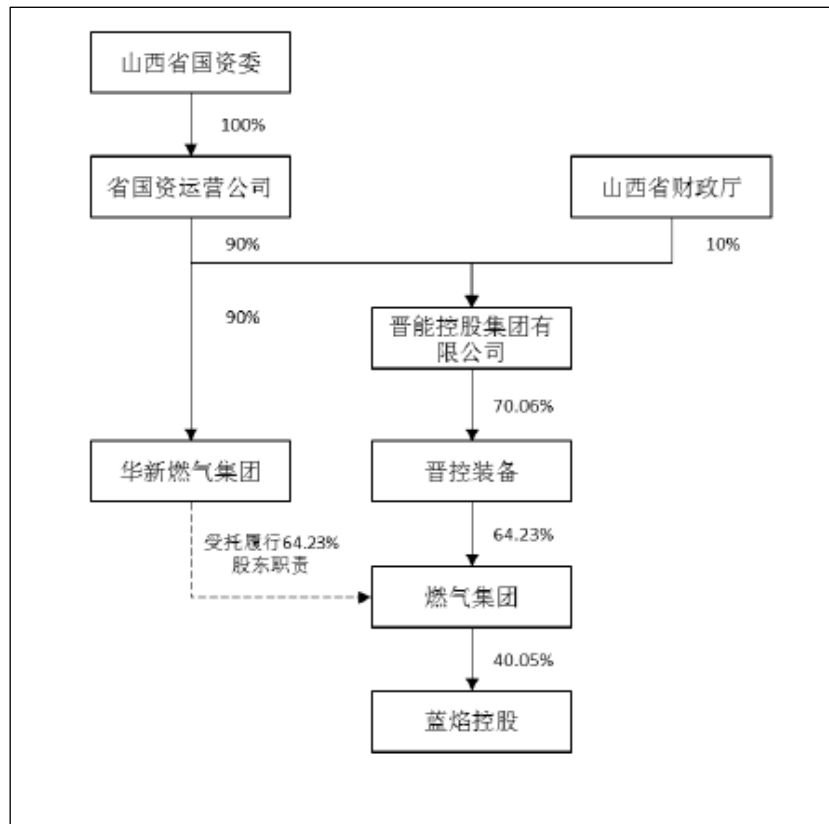 山西省国资委
100%
省国资运营公司
山西省财政厅
90%
10%
90%
晋能控股集团有
限公司
70.06%
华新燃气集团
晋控装备
受托履行64.23%
股东职责
64.23%
燃气集团
40.05%
蓝焰控股